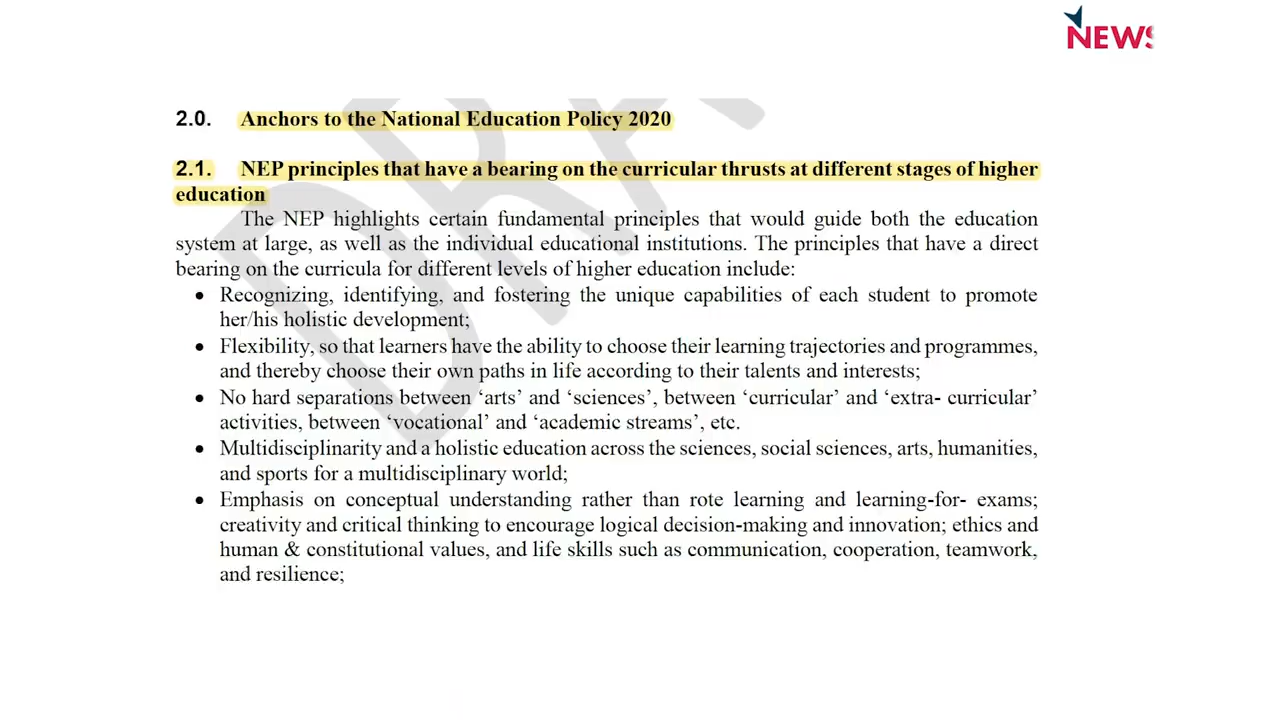 NEWS
2.0. Anchors to the National Education Policy 2020
2.1. NEP principles that have a bearing on the curricular thrusts at different stages of higher
education
The NEP highlights certain fundamental principles that would guide both the education
system at large, as well as the individual educational institutions. The principles that have a direct
bearing on the curricula for different levels of higher education include:
• Recognizing, identifying, and fostering the unique capabilities of each student to promote
her/his holistic development;
• Flexibility, so that learners have the ability to choose their learning trajectories and programmes,
and thereby choose their own paths in life according to their talents and interests;
• No hard separations between ‘arts’ and ‘sciences’, between ‘curricular’ and ‘extra- curricular’
activities, between ‘vocational’ and ‘academic streams’, etc.
• Multidisciplinarity and a holistic education across the sciences, social sciences, arts, humanities,
and sports for a multidisciplinary world;
• Emphasis on conceptual understanding rather than rote learning and learning-for- exams;
creativity and critical thinking to encourage logical decision-making and innovation; ethics and
human & constitutional values, and life skills such as communication, cooperation, teamwork,
and resilience;